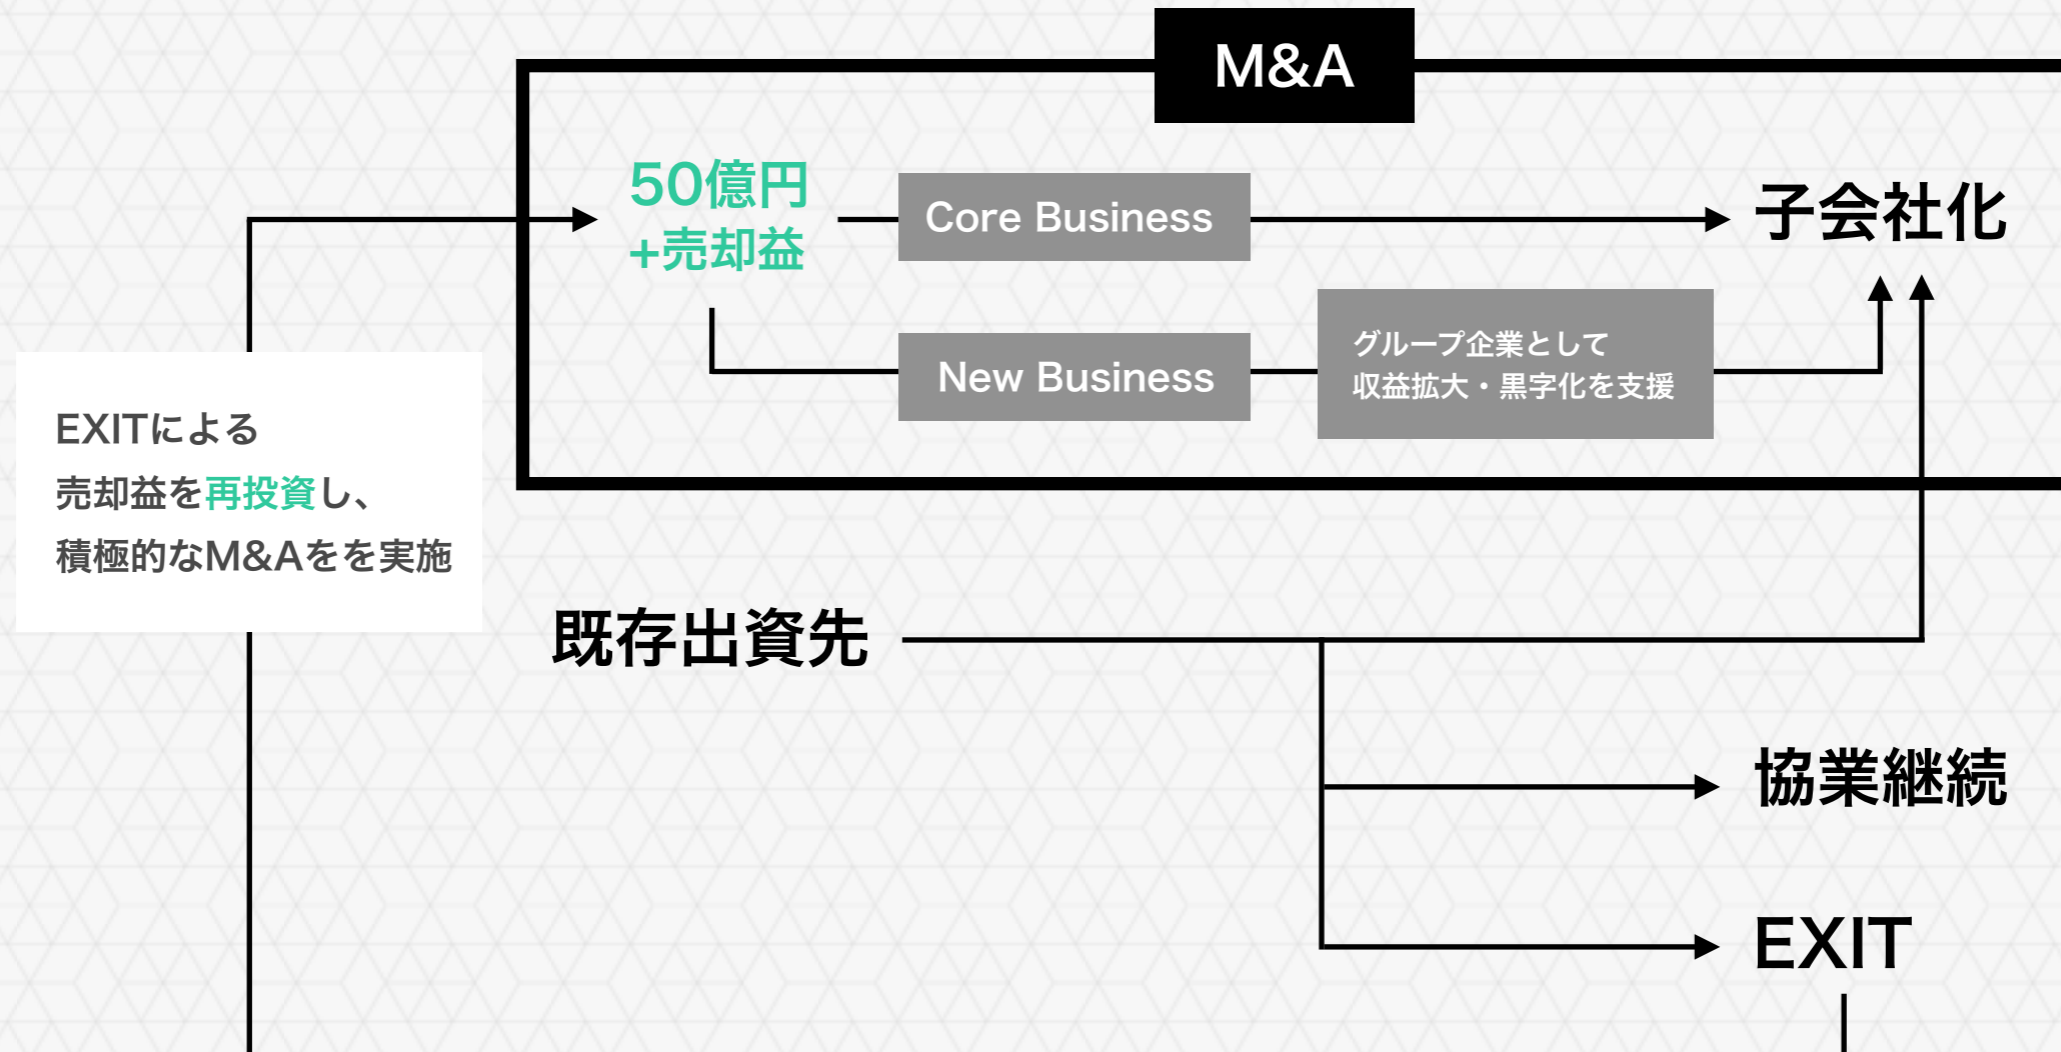 M&A
50億円
+売却益
Core Business
子会社化
New Business
グループ企業として
収益拡大・黒字化を支援
EXITによる
売却益を再投資し、
積極的なM&Aをを実施
既存出資先
協業継続
EXIT